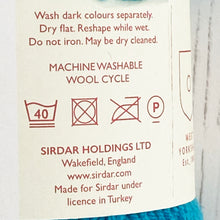 Wash dark colours separately.
Dry flat. Reshape while wet.
Do not iron. May be dry cleaned.
MACHINE WASHABLE
WOOL CYCLE
40
P
SIRDAR HOLDINGS LTD
Wakefield, England
www.sirdar.com
Made for Sirdar under
licence in Turkey